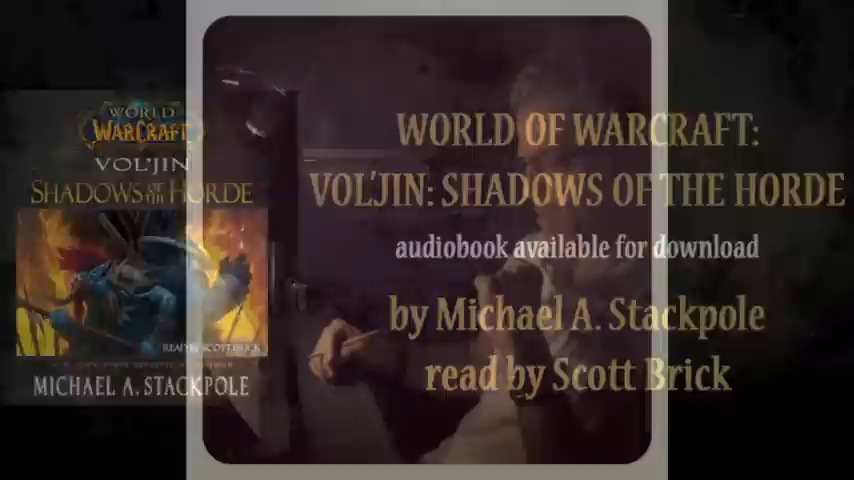 WORLD
WARCRAFT
VOL'JIN
SHADOWS OF THE HORDE
READ BY SCOTT BRICK
MICHAEL A. STACKPOLE
WORLD OF WARCRAFT:
VOL'JIN: SHADOWS OF THE HORDE
audiobook available for download
by Michael A. Stackpole
read by Scott Brick